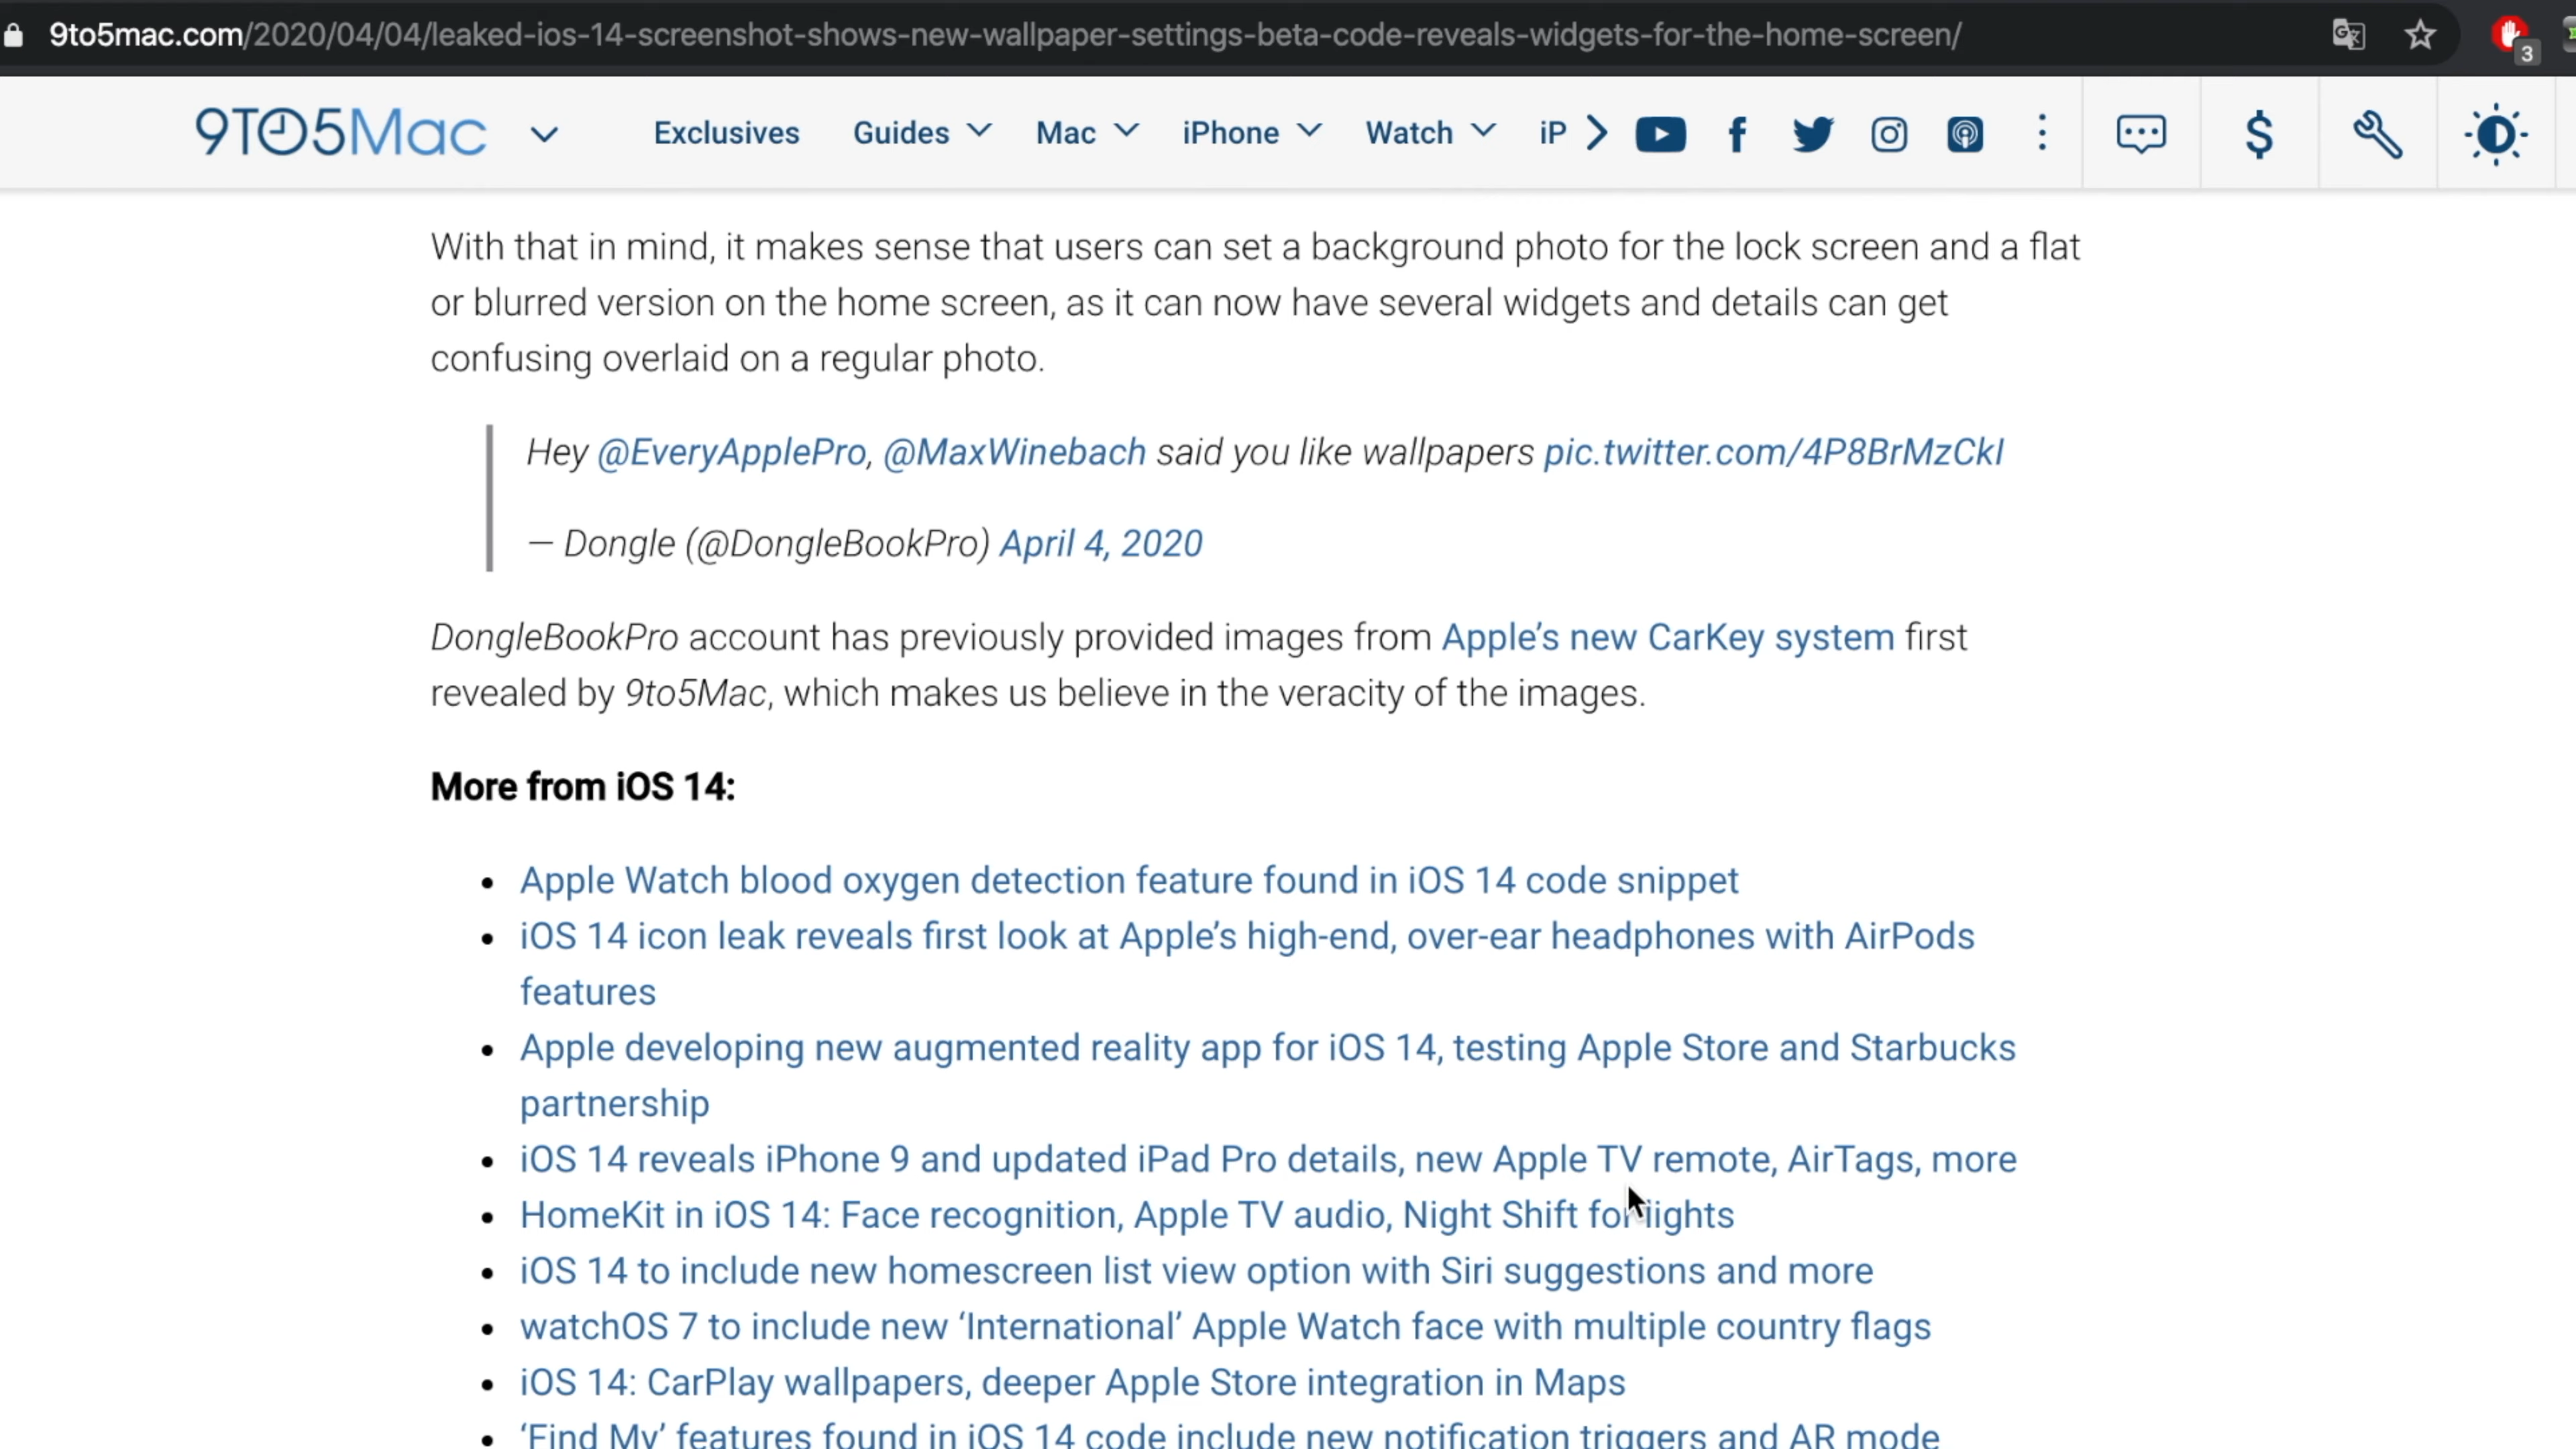 9to5mac.com/2020/04/04/leaked-ios-14-screenshot-shows-new-wallpaper-settings-beta-code-reveals-widgets-for-the-home-screen/
3
9TO5Mac Exclusives Guides Mac iPhone Watch iP
With that in mind, it makes sense that users can set a background photo for the lock screen and a flat
or blurred version on the home screen, as it can now have several widgets and details can get
confusing overlaid on a regular photo.
Hey @EveryApplePro, @MaxWinebach said you like wallpapers pic.twitter.com/4P8BrMzCkI
— Dongle (@DongleBookPro) April 4, 2020
DongleBookPro account has previously provided images from Apple’s new CarKey system first
revealed by 9to5Mac, which makes us believe in the veracity of the images.
More from iOS 14:
• Apple Watch blood oxygen detection feature found in iOS 14 code snippet
• iOS 14 icon leak reveals first look at Apple’s high-end, over-ear headphones with AirPods
features
• Apple developing new augmented reality app for iOS 14, testing Apple Store and Starbucks
partnership
• iOS 14 reveals iPhone 9 and updated iPad Pro details, new Apple TV remote, AirTags, more
• HomeKit in iOS 14: Face recognition, Apple TV audio, Night Shift for lights
• iOS 14 to include new homescreen list view option with Siri suggestions and more
• watchOS 7 to include new ‘International’ Apple Watch face with multiple country flags
• iOS 14: CarPlay wallpapers, deeper Apple Store integration in Maps
• ‘Find My’ features found in iOS 14 code include new notification triggers and AR mode